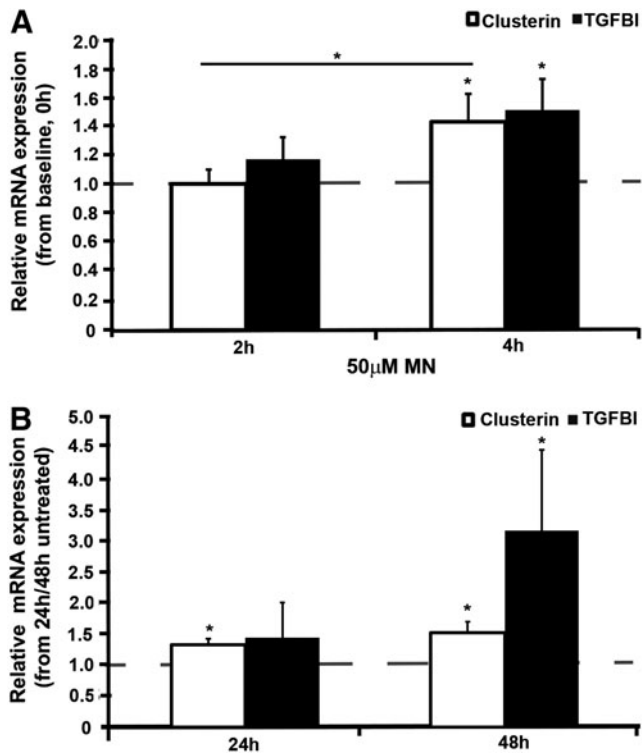 A
Clusterin TGFBI
Relative mRNA expression
(from baseline, 0h)
2.0
1.8
1.6
1.4
1.2
1.0
0.8
0.6
0.4
0.2
0
*
*
*
2h
4h
50μM MN
B
Clusterin TGFBI
Relative mRNA expression
(from 24h/48h untreated)
5.0
4.5
4.0
3.5
3.0
2.5
2.0
1.5
1.0
0.5
0
*
*
*
24h
48h